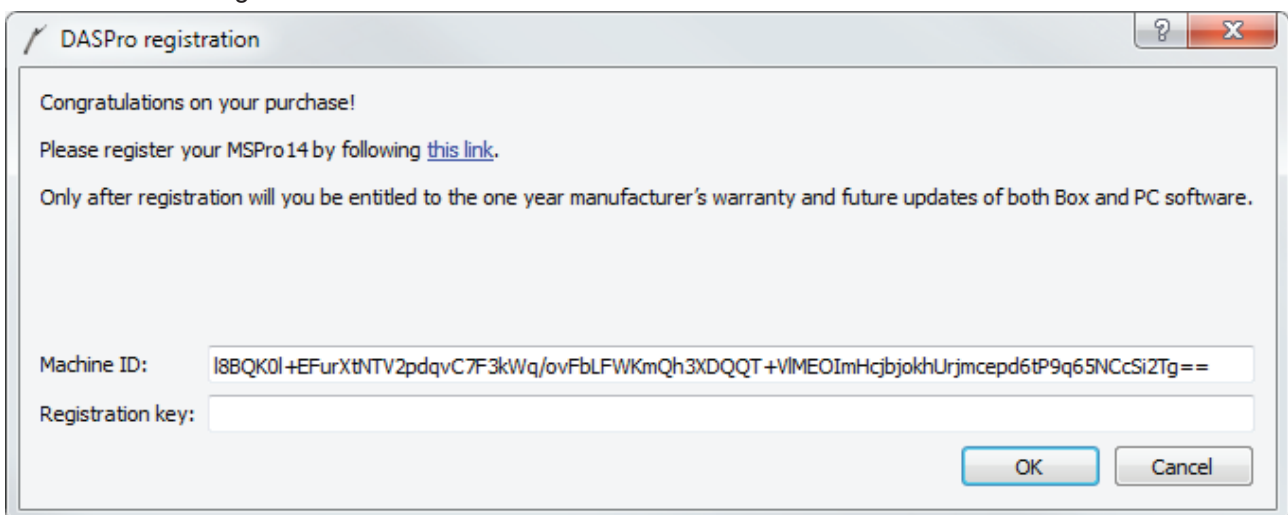 DASPro registration
Congratulations on your purchase!
Please register your MSPro14 by following this link.
Only after registration will you be entitled to the one year manufacturer's warranty and future updates of both Box and PC software.
Machine ID: l8BQK0l+EFurXtNTV2pdqvC7F3kWq/ovFbLFWKmQh3XDQQT+VlMEOImHcjbjokhUrjmcepd6tP9q65NCcSi2Tg==
Registration key:
OK Cancel